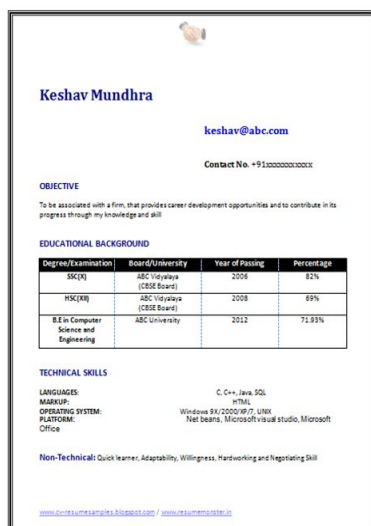 Keshav Mundhra
keshav@abc.com
Contact No. +91xxxxxxxxxx
OBJECTIVE
To be associated with a firm, that provides career development opportunities and to contribute in its
progress through my knowledge and skill
EDUCATIONAL BACKGROUND
Degree/Examination Board/University Year of Passing Percentage
SSC(X) ABC Vidyalaya 2006 82%
(CBSE Board)
HSC(XII) ABC Vidyalaya 2008 69%
(CBSE Board)
B.E in Computer ABC University 2012 71.93%
Science and
Engineering
TECHNICAL SKILLS
LANGUAGES: C, C++, Java, SQL
MARKUP: HTML
OPERATING SYSTEM: Windows 9X/2000/XP/7, UNIX
PLATFORM: Net beans, Microsoft visual studio, Microsoft
Office
Non-Technical: Quick learner, Adaptability, Willingness, Hardworking and Negotiating Skill
www.cv-resumesamples.blogspot.com / www.resumemonster.in